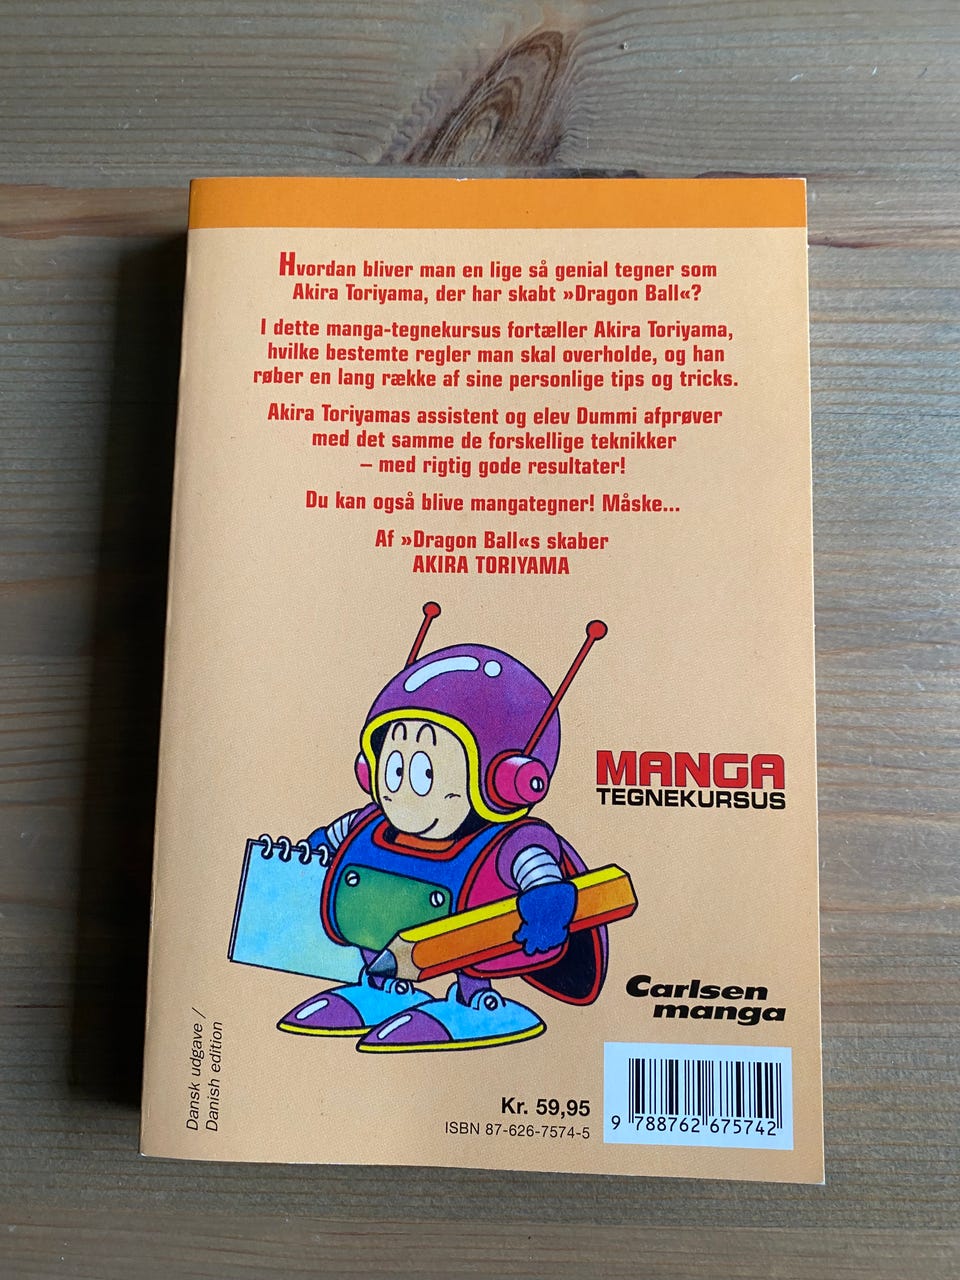 Hvordan bliver man en lige så genial tegner som
Akira Toriyama, der har skabt »Dragon Ball«?
I dette manga-tegnekursus fortæller Akira Toriyama,
hvilke bestemte regler man skal overholde, og han
røber en lang række af sine personlige tips og tricks.
Akira Toriyamas assistent og elev Dummi afprøver
med det samme de forskellige teknikker
– med rigtig gode resultater!
Du kan også blive mangategner! Måske...
Af »Dragon Ball«s skaber
AKIRA TORIYAMA
MANGA
TEGNEKURSUS
Carlsen
manga
Dansk udgave /
Danish edition
Kr. 59,95
ISBN 87-626-7574-5
9 788762 675742